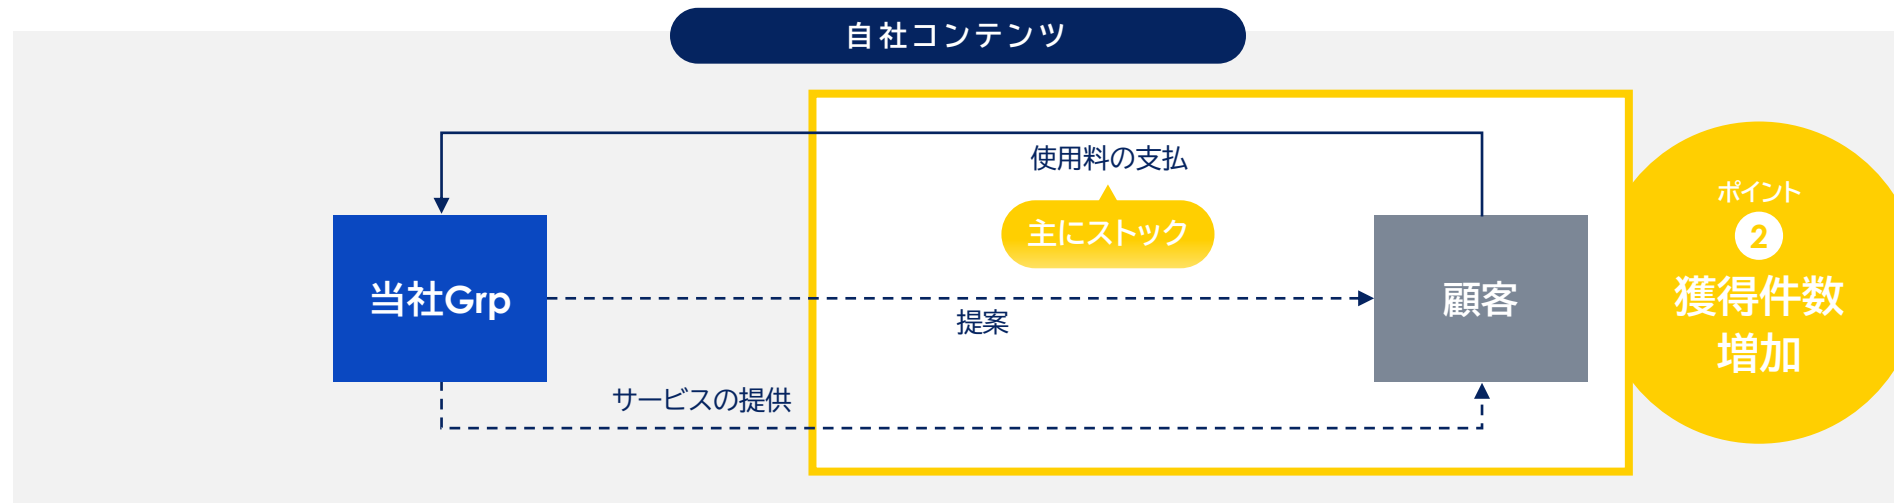 自社コンテンツ
使用料の支払
主にストック
当社Grp
提案
顧客
サービスの提供
ポイント
2
獲得件数
増加